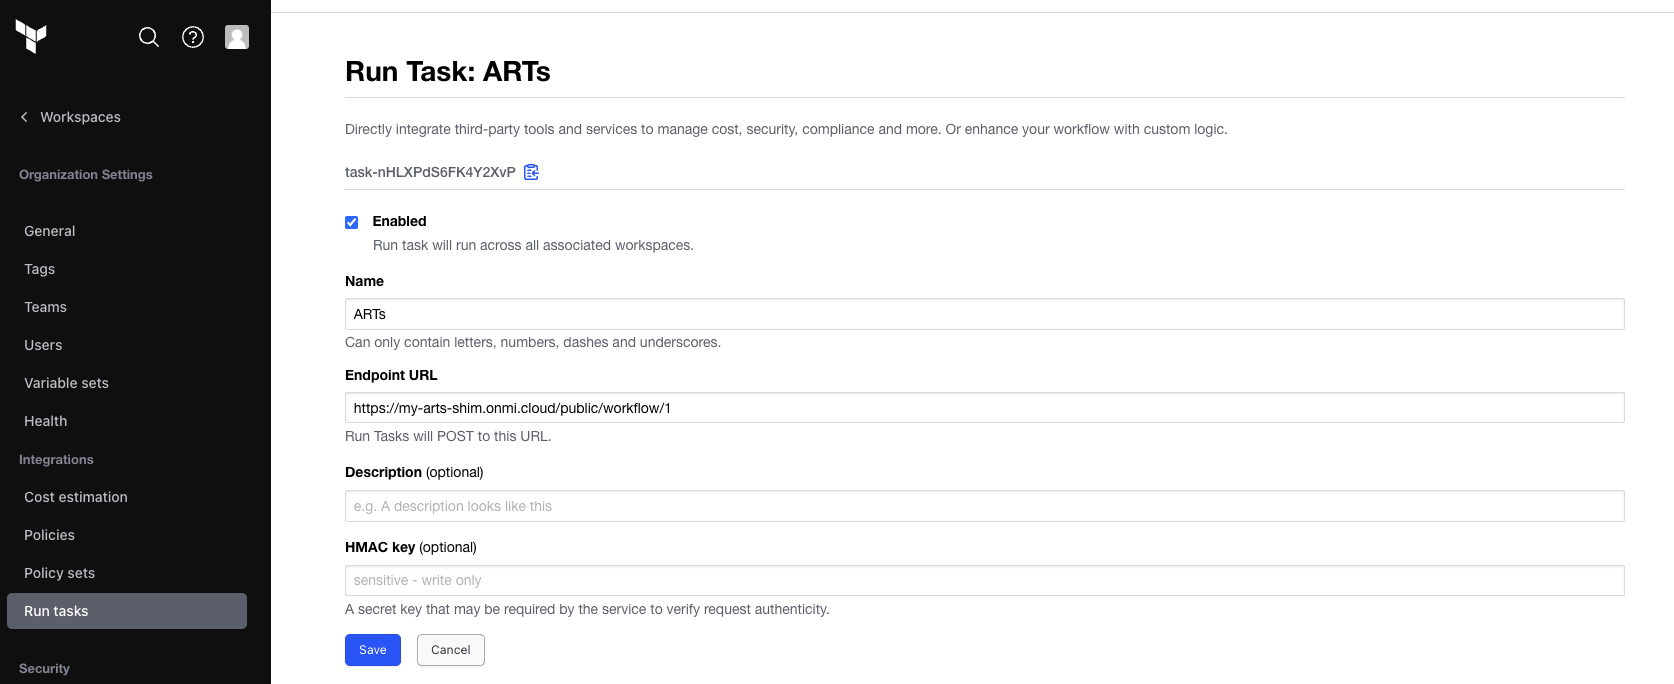 Workspaces
Organization Settings
General
Tags
Teams
Users
Variable sets
Health
Integrations
Cost estimation
Policies
Policy sets
Run tasks
Security
Run Task: ARTs
Directly integrate third-party tools and services to manage cost, security, compliance and more. Or enhance your workflow with custom logic.
task-nHLXPdS6FK4Y2XvP
Enabled
Run task will run across all associated workspaces.
Name
ARTs
Can only contain letters, numbers, dashes and underscores.
Endpoint URL
https://my-arts-shim.onmi.cloud/public/workflow/1
Run Tasks will POST to this URL.
Description (optional)
e.g. A description looks like this
HMAC key (optional)
sensitive - write only
A secret key that may be required by the service to verify request authenticity.
Save Cancel